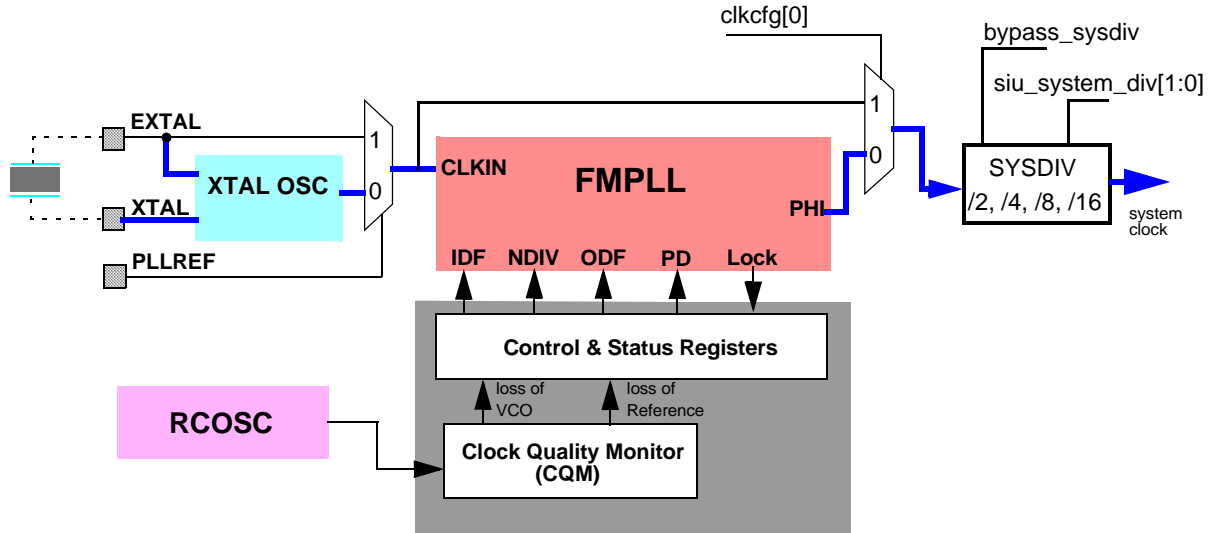 clkcfg[0]
bypass_sysdiv
siu_system_div[1:0]
EXTAL
1
0
XTAL OSC
XTAL
PLLREF
CLKIN
FMPLL
PHI
1
0
SYSDIV
/2, /4, /8, /16
system
clock
IDF NDIV ODF PD Lock
Control & Status Registers
loss of
VCO
loss of
Reference
RCOSC
Clock Quality Monitor
(CQM)